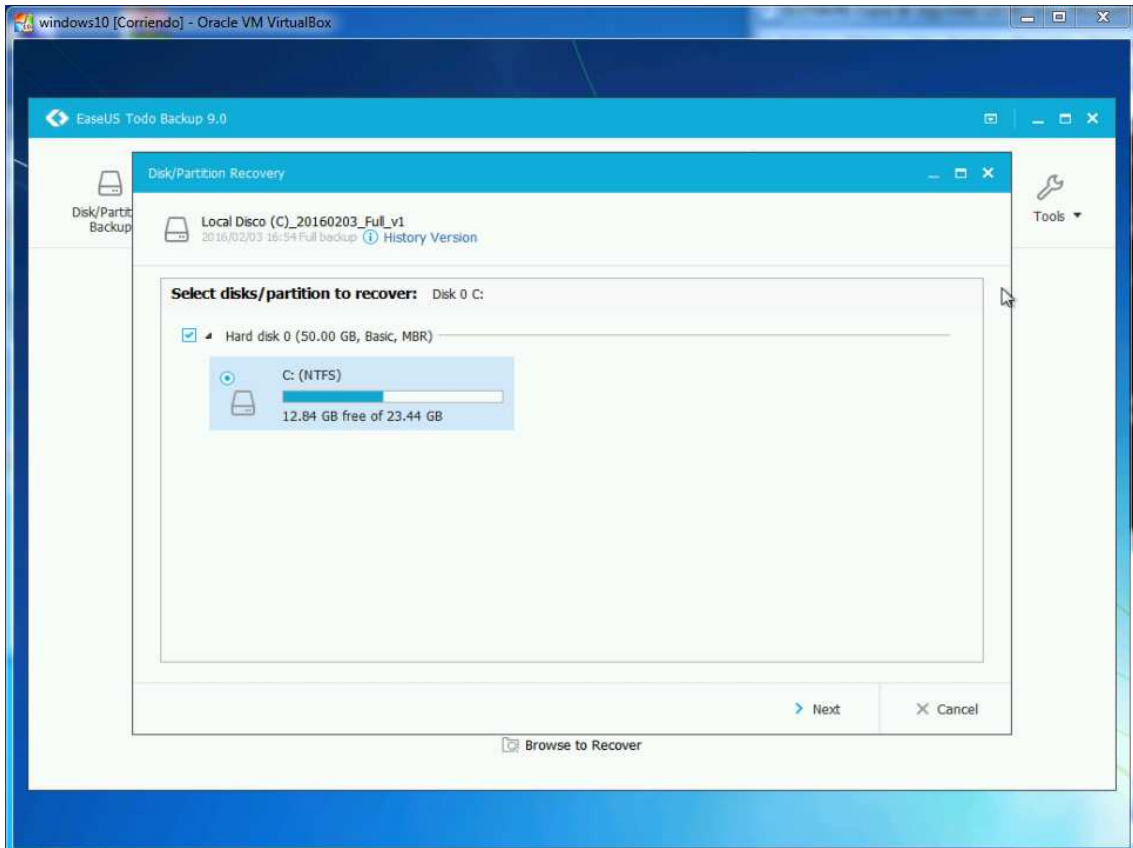 windows10 [Corriendo] - Oracle VM VirtualBox
EaseUS Todo Backup 9.0
Disk/Partition Recovery
Disk/Partit
Backup
Tools
Local Disco (C)_20160203_Full_v1
2016/02/03 16:54 Full backup History Version
Select disks/partition to recover: Disk 0 C:
Hard disk 0 (50.00 GB, Basic, MBR)
C: (NTFS)
12.84 GB free of 23.44 GB
Next
Cancel
Browse to Recover